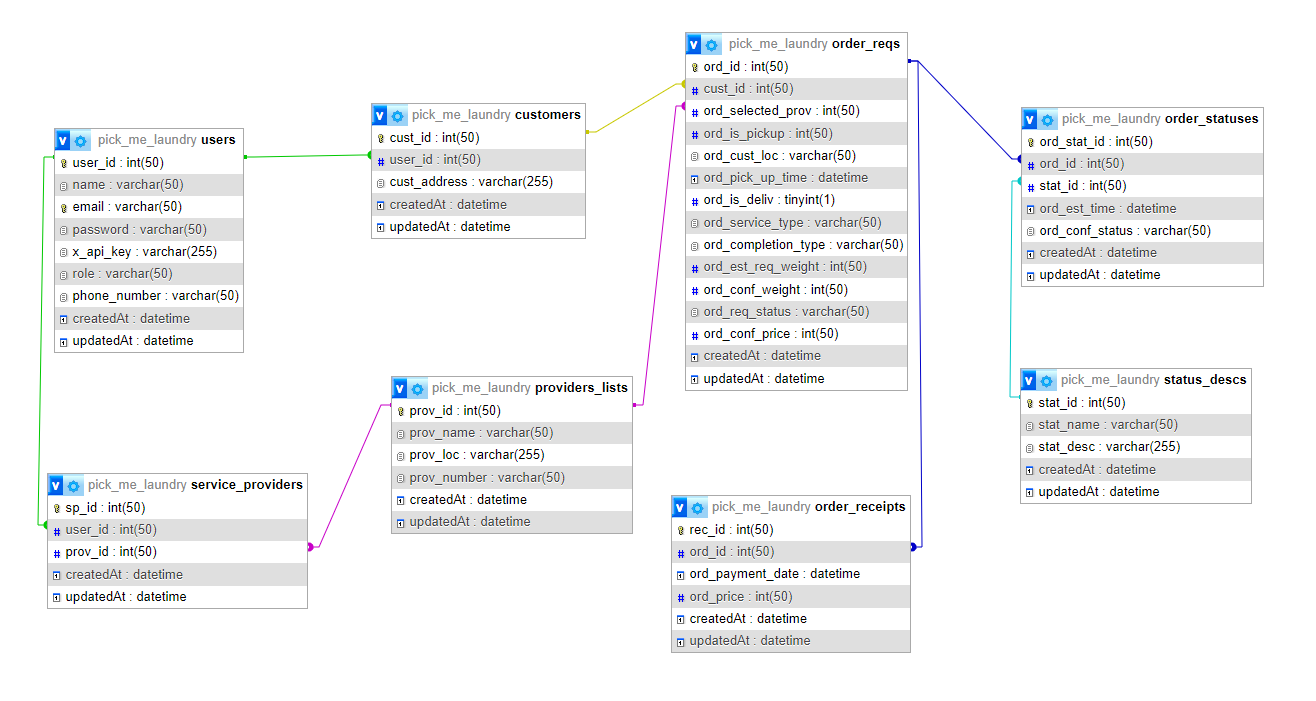 pick_me_laundry users
user_id : int(50)
name : varchar(50)
email : varchar(50)
password : varchar(50)
x_api_key : varchar(255)
role : varchar(50)
phone_number : varchar(50)
createdAt : datetime
updatedAt : datetime
pick_me_laundry customers
cust_id : int(50)
user_id : int(50)
cust_address : varchar(255)
createdAt : datetime
updatedAt : datetime
pick_me_laundry order_reqs
ord_id : int(50)
cust_id : int(50)
ord_selected_prov : int(50)
ord_is_pickup : int(50)
ord_cust_loc : varchar(50)
ord_pick_up_time : datetime
ord_is_deliv : tinyint(1)
ord_service_type : varchar(50)
ord_completion_type : varchar(50)
ord_est_req_weight : int(50)
ord_conf_weight : int(50)
ord_req_status : varchar(50)
ord_conf_price : int(50)
createdAt : datetime
updatedAt : datetime
pick_me_laundry order_statuses
ord_stat_id : int(50)
ord_id : int(50)
stat_id : int(50)
ord_est_time : datetime
ord_conf_status : varchar(50)
createdAt : datetime
updatedAt : datetime
pick_me_laundry service_providers
sp_id : int(50)
user_id : int(50)
prov_id : int(50)
createdAt : datetime
updatedAt : datetime
pick_me_laundry providers_lists
prov_id : int(50)
prov_name : varchar(50)
prov_loc : varchar(255)
prov_number : varchar(50)
createdAt : datetime
updatedAt : datetime
pick_me_laundry order_receipts
rec_id : int(50)
ord_id : int(50)
ord_payment_date : datetime
ord_price : int(50)
createdAt : datetime
updatedAt : datetime
pick_me_laundry status_descs
stat_id : int(50)
stat_name : varchar(50)
stat_desc : varchar(255)
createdAt : datetime
updatedAt : datetime